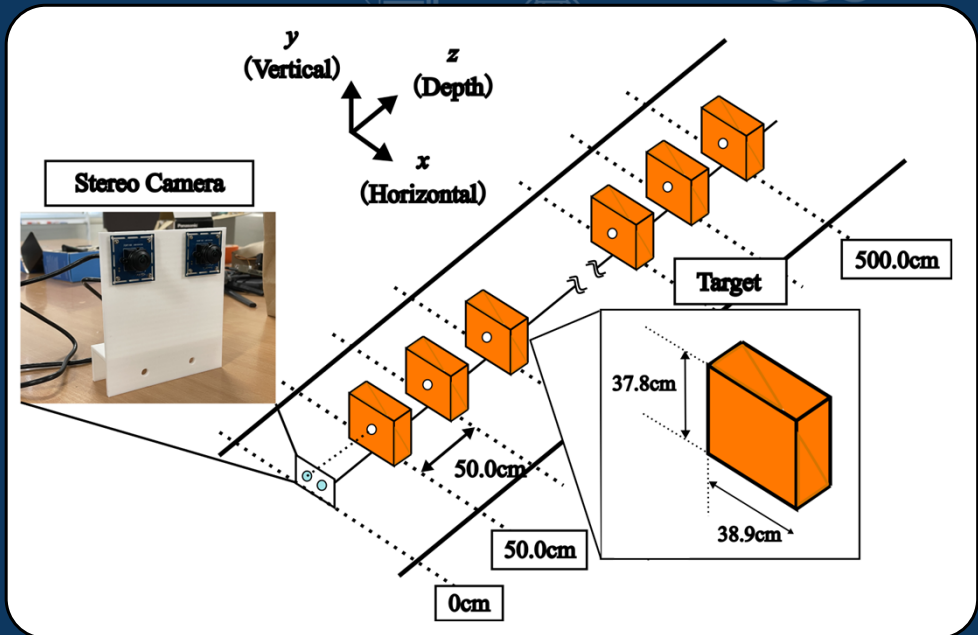 y
(Vertical)
z
(Depth)
x
(Horizontal)
Stereo Camera
500.0cm
Target
37.8cm
38.9cm
50.0cm
50.0cm
0cm